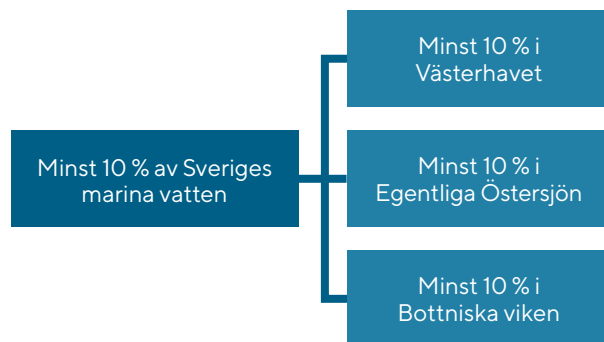 Minst 10 % av Sveriges
marina vatten
Minst 10 % i
Västerhavet
Minst 10 % i
Egentliga Östersjön
Minst 10 % i
Bottniska viken